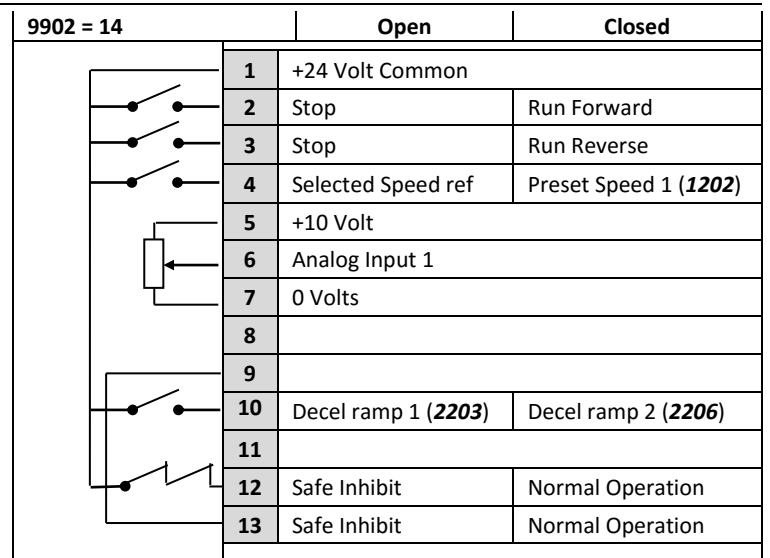 9902 = 14 Open Closed
1 +24 Volt Common
2 Stop Run Forward
3 Stop Run Reverse
4 Selected Speed ref Preset Speed 1 (1202)
5 +10 Volt
6 Analog Input 1
7 0 Volts
8
9
10 Decel ramp 1 (2203) Decel ramp 2 (2206)
11
12 Safe Inhibit Normal Operation
13 Safe Inhibit Normal Operation